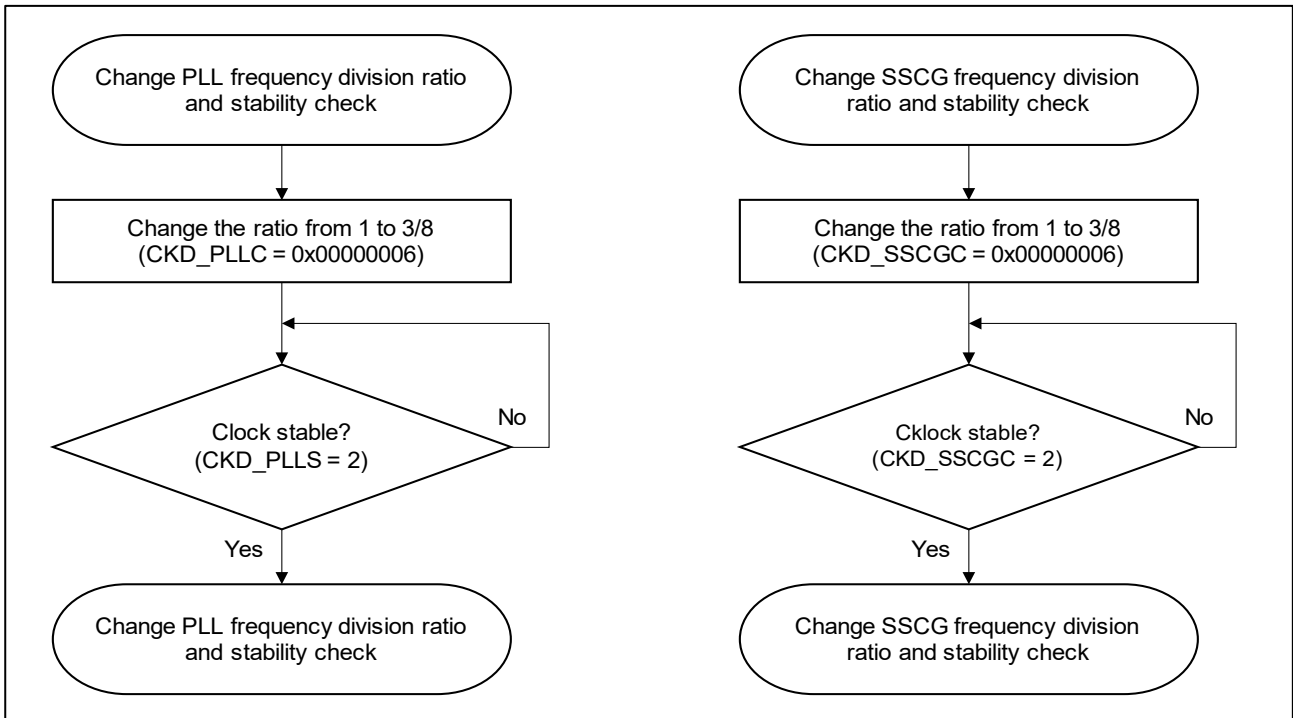 Change PLL frequency division ratio
and stability check
Change the ratio from 1 to 3/8
(CKD_PLLC = 0x00000006)
Clock stable?
(CKD_PLLS = 2)
No
Yes
Change PLL frequency division ratio
and stability check
Change SSCG frequency division
ratio and stability check
Change the ratio from 1 to 3/8
(CKD_SSCGC = 0x00000006)
Cklock stable?
(CKD_SSCGC = 2)
No
Yes
Change SSCG frequency division
ratio and stability check